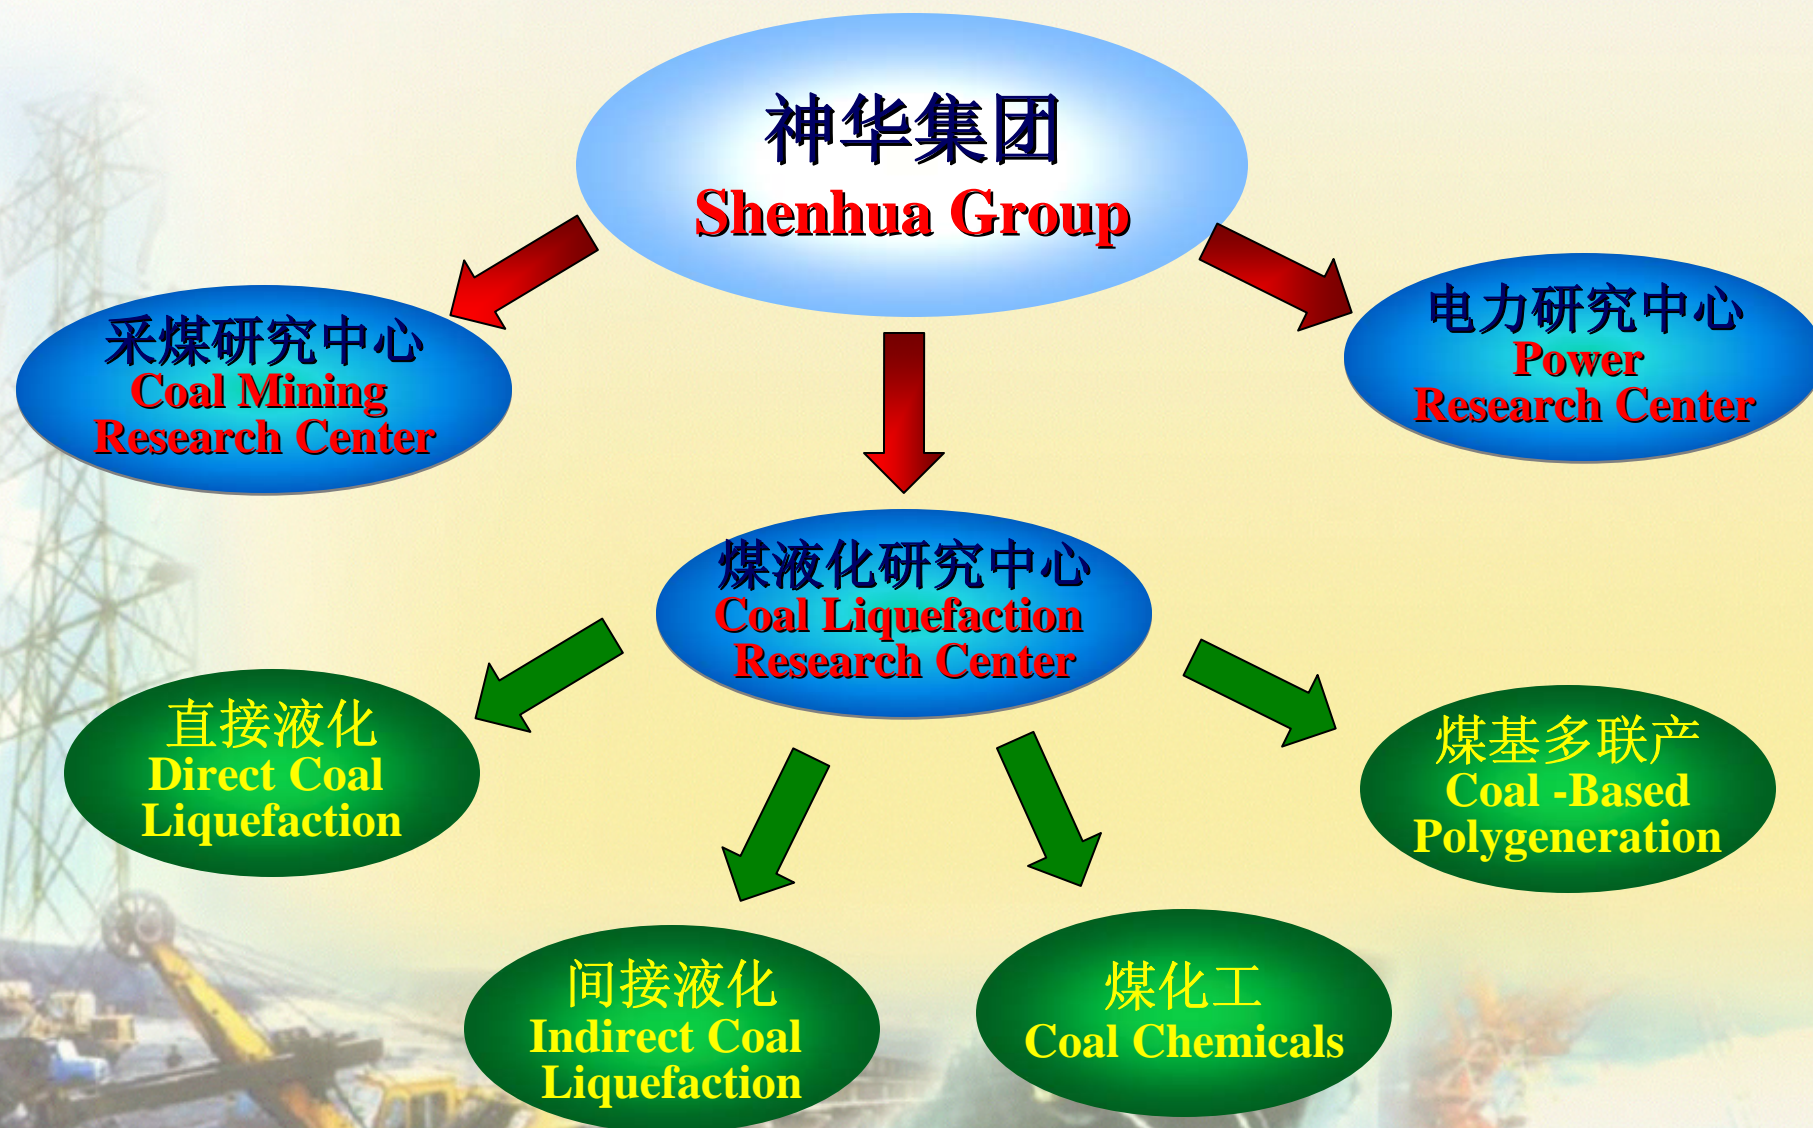 神华集团
Shenhua Group
采煤研究中心
Coal Mining
Research Center
电力研究中心
Power
Research Center
煤液化研究中心
Coal Liquefaction
Research Center
直接液化
Direct Coal
Liquefaction
间接液化
Indirect Coal
Liquefaction
煤化工
Coal Chemicals
煤基多联产
Coal -Based
Polygeneration